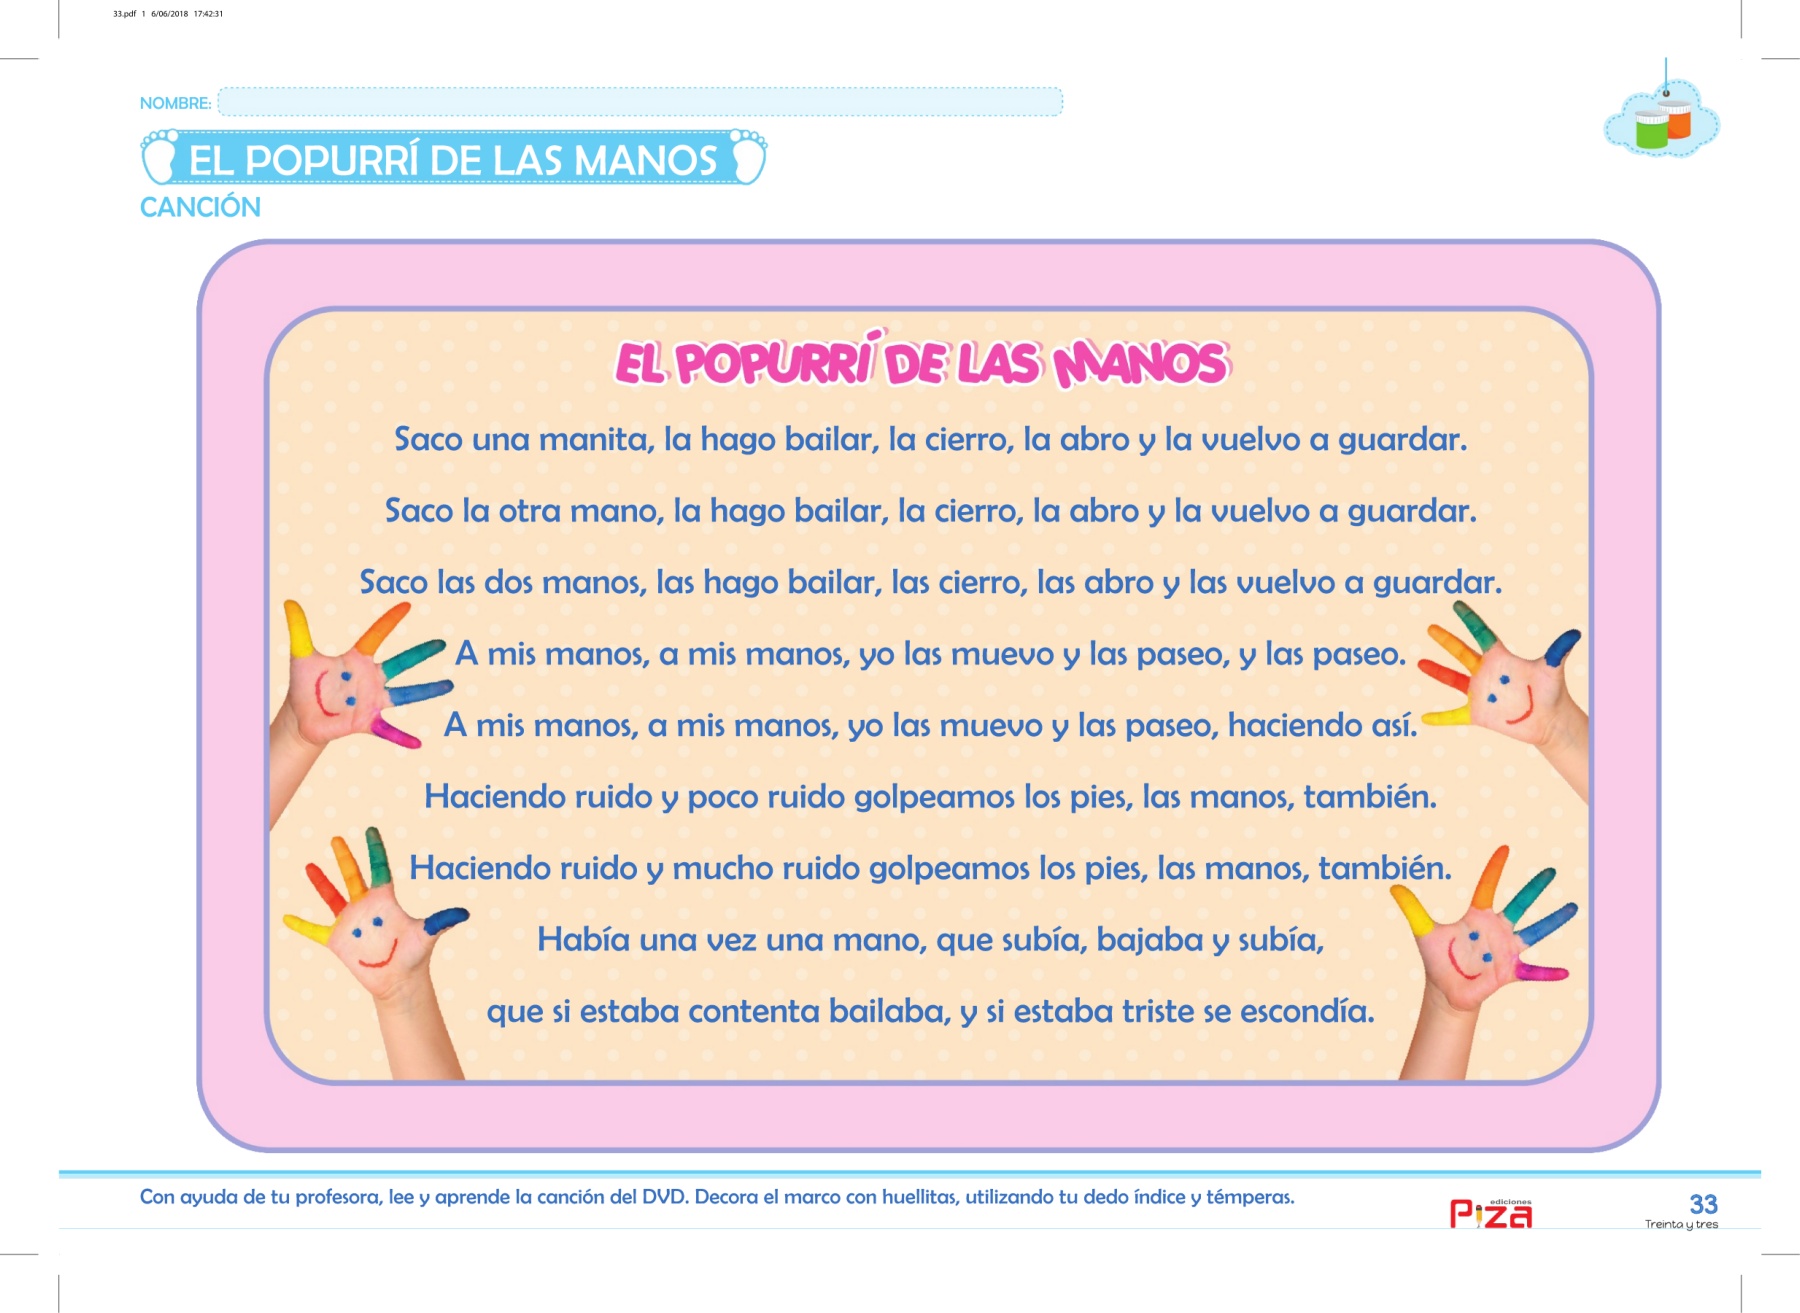 33.pdf 1 6/06/2018 17:42:31
NOMBRE:
EL POPURRÍ DE LAS MANOS
CANCIÓN
EL POPURRÍ DE LAS MANOS
Saco una manita, la hago bailar, la cierro, la abro y la vuelvo a guardar.
Saco la otra mano, la hago bailar, la cierro, la abro y la vuelvo a guardar.
Saco las dos manos, las hago bailar, las cierro, las abro y las vuelvo a guardar.
A mis manos, a mis manos, yo las muevo y las paseo, y las paseo.
A mis manos, a mis manos, yo las muevo y las paseo, haciendo así.
Haciendo ruido y poco ruido golpeamos los pies, las manos, también.
Haciendo ruido y mucho ruido golpeamos los pies, las manos, también.
Había una vez una mano, que subía, bajaba y subía,
que si estaba contenta bailaba, y si estaba triste se escondía.
Con ayuda de tu profesora, lee y aprende la canción del DVD. Decora el marco con huellitas, utilizando tu dedo índice y témperas.
ediciones
Piza
33
Treinta y tres